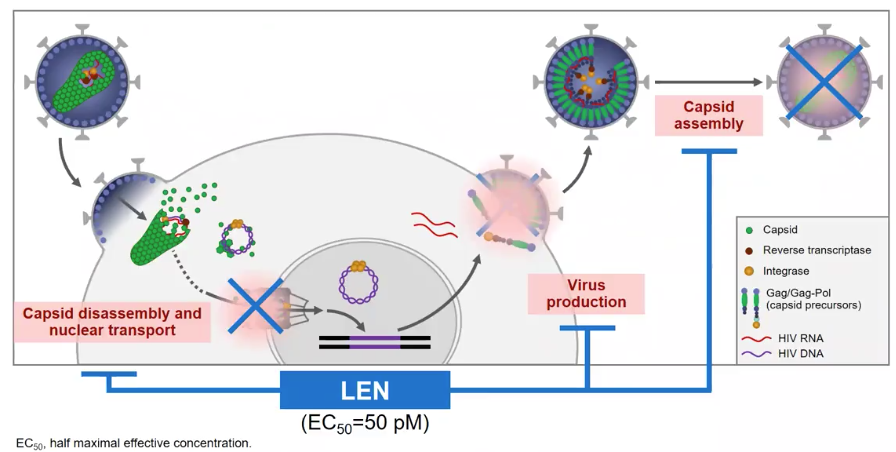 Capsid
assembly
Capsid
Reverse transcriptase
Integrase
Gag/Gag-Pol
(capsid precursors)
HIV RNA
HIV DNA
Virus
production
Capsid disassembly and
nuclear transport
LEN
(EC50=50 pM)
EC50, half maximal effective concentration.